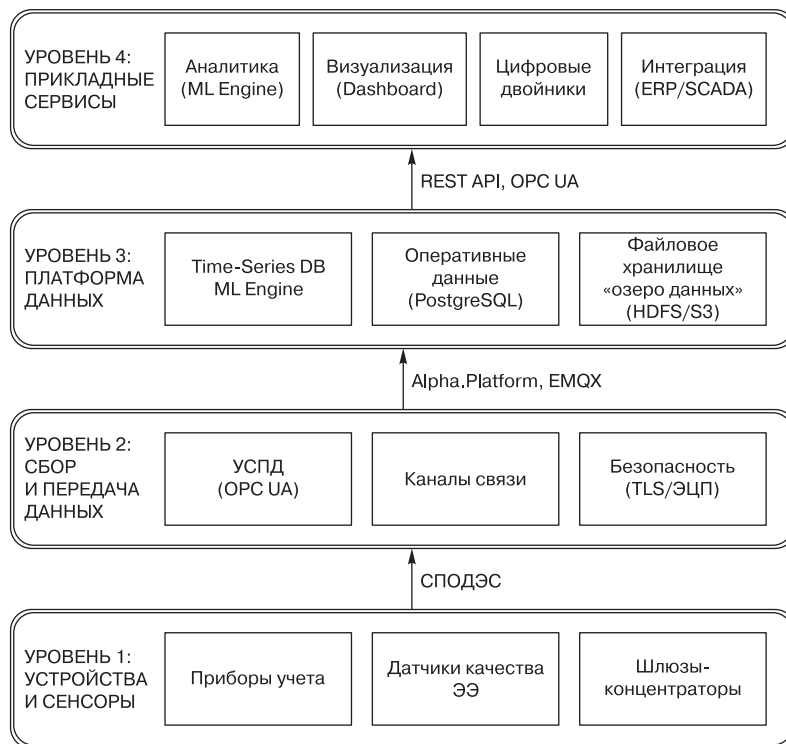 УРОВЕНЬ 4:
ПРИКЛАДНЫЕ
СЕРВИСЫ
Аналитика
(ML Engine)
Визуализация
(Dashboard)
Цифровые
двойники
Интеграция
(ERP/SCADA)
REST API, OPC UA
УРОВЕНЬ 3:
ПЛАТФОРМА
ДАННЫХ
Time-Series DB
ML Engine
Оперативные
данные
(PostgreSQL)
Файловое
хранилище
«озеро данных»
(HDFS/S3)
Alpha.Platform, EMQX
УРОВЕНЬ 2:
СБОР
И ПЕРЕДАЧА
ДАННЫХ
УСПД
(OPC UA)
Каналы связи
Безопасность
(TLS/ЭЦП)
СПОДЭС
УРОВЕНЬ 1:
УСТРОЙСТВА
И СЕНСОРЫ
Приборы учета
Датчики качества
ЭЭ
Шлюзы-
концентраторы